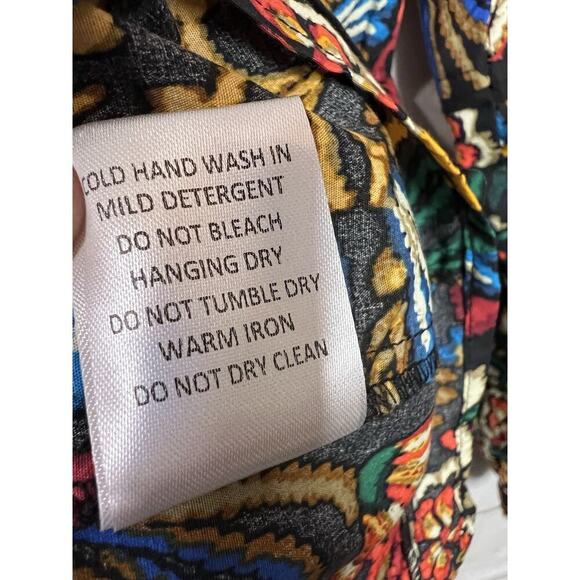 COLD HAND WASH IN
MILD DETERGENT
DO NOT BLEACH
HANGING DRY
DO NOT TUMBLE DRY
WARM IRON
DO NOT DRY CLEAN